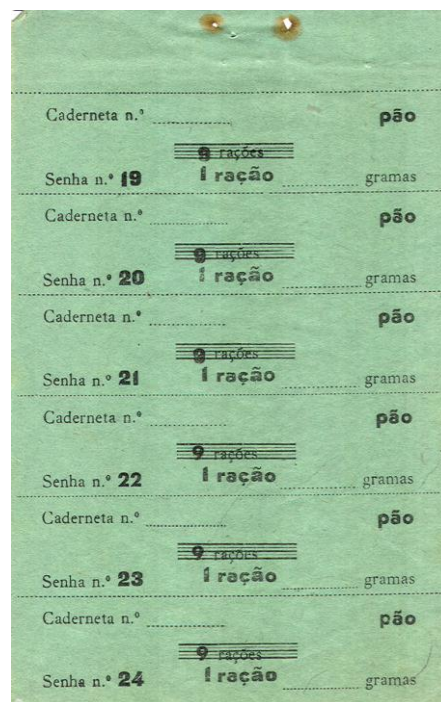 Caderneta n.º pão
9 rações
Senha n.º 19 1 ração gramas
Caderneta n.º pão
9 rações
Senha n.º 20 1 ração gramas
Caderneta n.º pão
9 rações
Senha n.º 21 1 ração gramas
Caderneta n.º pão
9 rações
Senha n.º 22 1 ração gramas
Caderneta n.º pão
9 rações
Senha n.º 23 1 ração gramas
Caderneta n.º pão
9 rações
Senha n.º 24 1 ração gramas